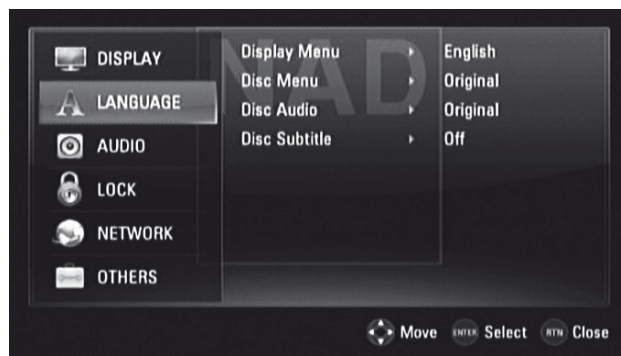 NAD
DISPLAY
LANGUAGE
AUDIO
LOCK
NETWORK
OTHERS
Display Menu English
Disc Menu Original
Disc Audio Original
Disc Subtitle Off
Move ENTER Select RTN Close